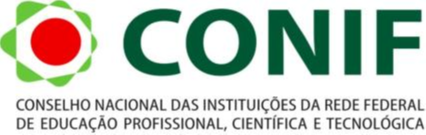 CONIF
CONSELHO NACIONAL DAS INSTITUIÇÕES DA REDE FEDERAL
DE EDUCAÇÃO PROFISSIONAL, CIENTÍFICA E TECNOLÓGICA